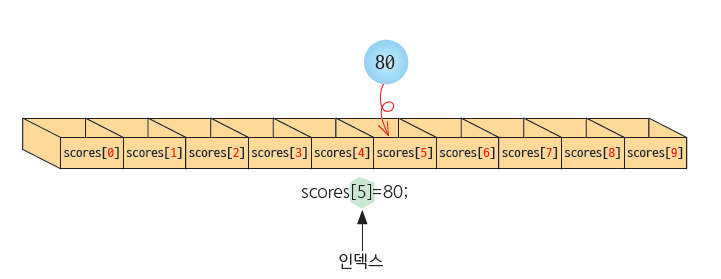 80
scores[0] scores[1] scores[2] scores[3] scores[4] scores[5] scores[6] scores[7] scores[8] scores[9]
scores[5]=80;
인덱스